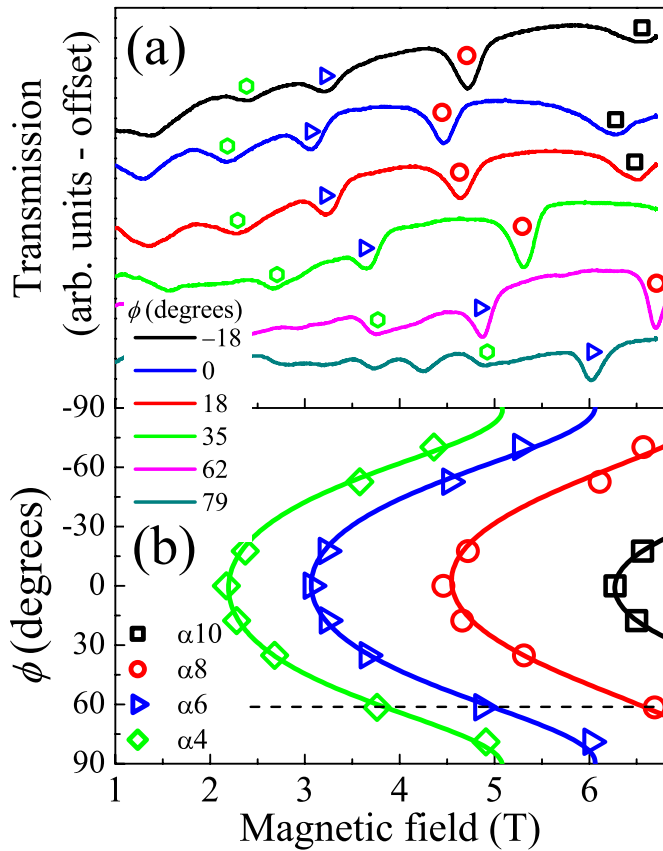 (a)
Transmission
(arb. units - offset)
ϕ (degrees)
−18
0
18
35
62
79
-90
-60
-30
0
30
60
90
ϕ (degrees)
(b)
α10
α8
α6
α4
1 2 3 4 5 6
Magnetic field (T)